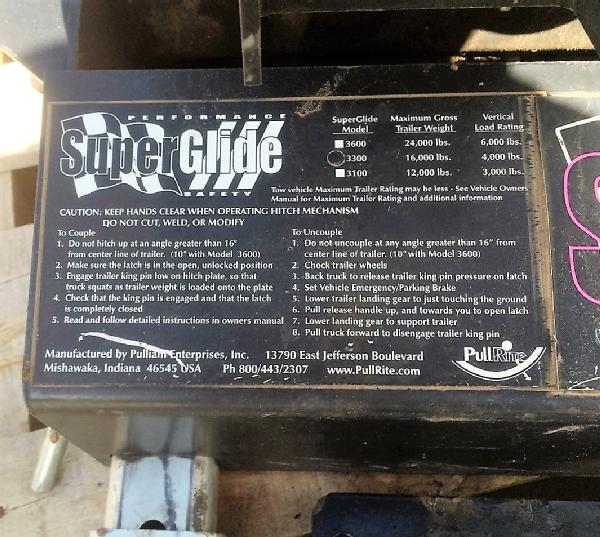 PERFORMANCE
SuperGlide
SAFETY
SuperGlide Model Maximum Gross Trailer Weight Vertical Load Rating
3600 24,000 lbs. 6,000 lbs.
3300 16,000 lbs. 4,000 lbs.
3100 12,000 lbs. 3,000 lbs.
Tow vehicle Maximum Trailer Rating may be less - See Vehicle Owners
Manual for Maximum Trailer Rating and additional information
CAUTION: KEEP HANDS CLEAR WHEN OPERATING HITCH MECHANISM
DO NOT CUT, WELD, OR MODIFY
To Couple
1. Do not hitch up at an angle greater than 16"
from center line of trailer. (10" with Model 3600)
2. Make sure the latch is in the open, unlocked position
3. Engage trailer king pin low on hitch plate, so that
truck squats as trailer weight is loaded onto the plate
4. Check that the king pin is engaged and that the latch
is completely closed
5. Read and follow detailed instructions in owners manual
To Uncouple
1. Do not uncouple at any angle greater than 16" from
center line of trailer. (10" with Model 3600)
2. Chock trailer wheels
3. Back truck to release trailer king pin pressure on latch
4. Set Vehicle Emergency/Parking Brake
5. Lower trailer landing gear to just touching the ground
6. Pull release handle up, and towards you to open latch
7. Lower landing gear to support trailer
8. Pull truck forward to disengage trailer king pin
Manufactured by Pulliam Enterprises, Inc. 13790 East Jefferson Boulevard
Mishawaka, Indiana 46545 USA Ph 800/443/2307 www.PullRite.com
PullRite